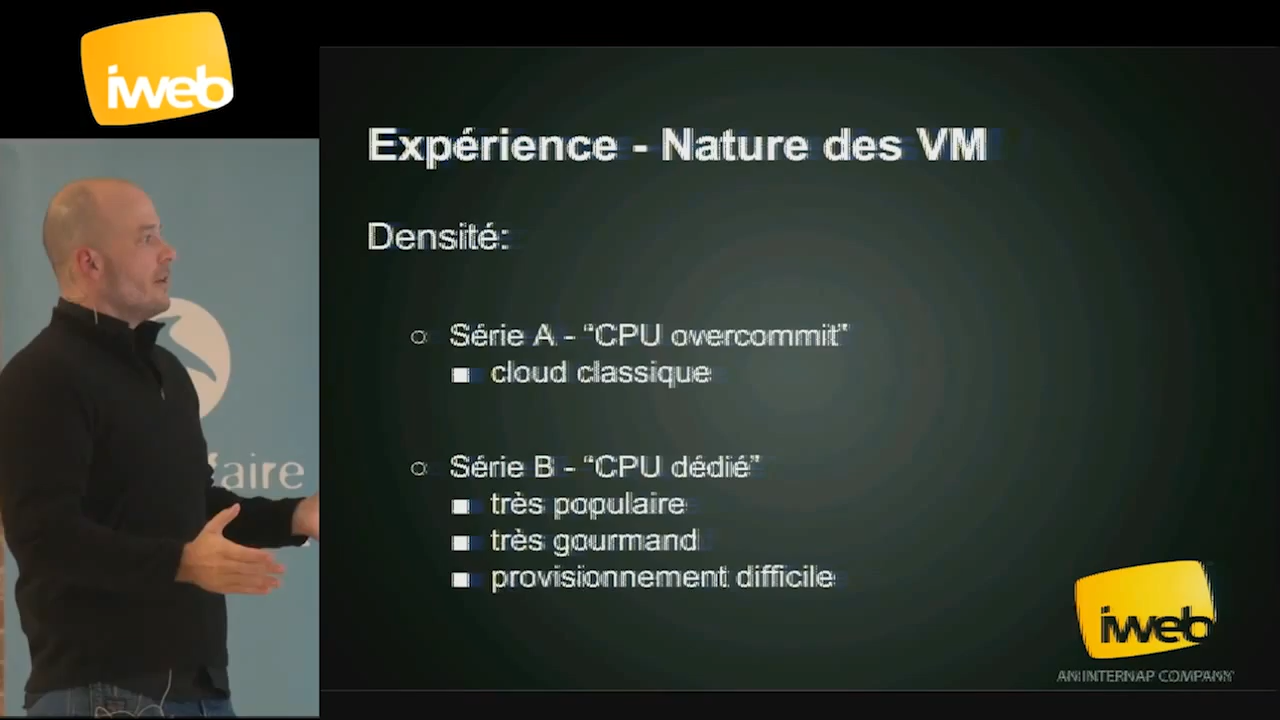 iweb
Expérience - Nature des VM
Densité:
Série A - “CPU overcommit”
cloud classique
Série B - “CPU dédié”
très populaire
très gourmand
provisionnement difficile
aire
iweb
AN INTERNAP COMPANY